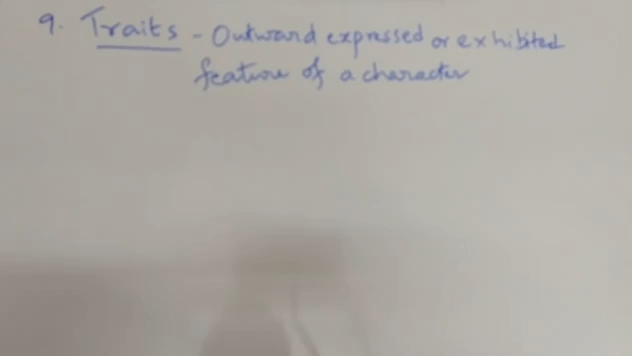 9. Traits - Outward expressed or exhibited
feature of a character